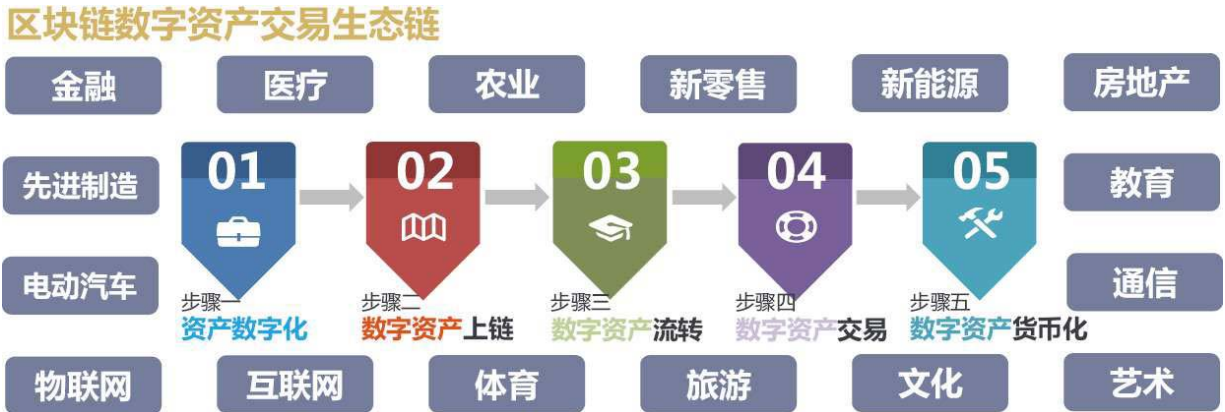 区块链数字资产交易生态链
金融
医疗
农业
新零售
新能源
房地产
先进制造
01
02
03
04
05
教育
电动汽车
通信
步骤一
资产数字化
步骤二
数字资产上链
步骤三
数字资产流转
步骤四
数字资产交易
步骤五
数字资产货币化
物联网
互联网
体育
旅游
文化
艺术